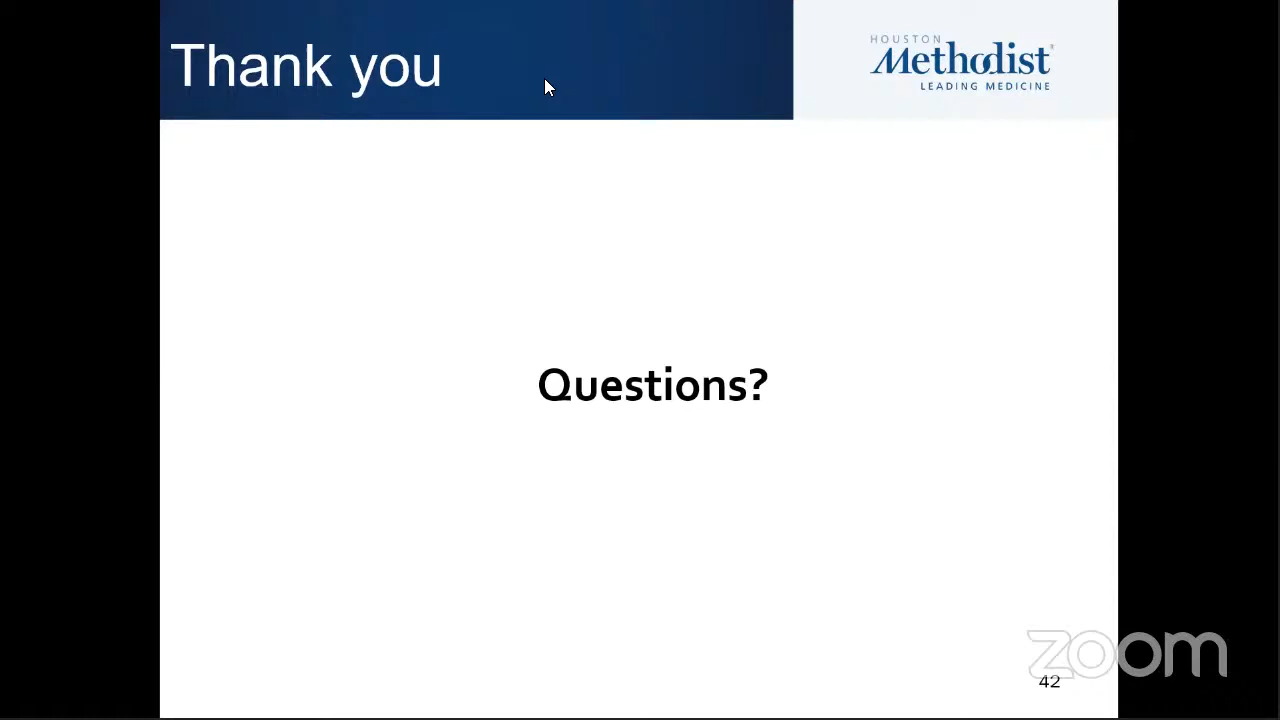 Thank you
HOUSTON
Methodist®
LEADING MEDICINE
Questions?
zoom
42